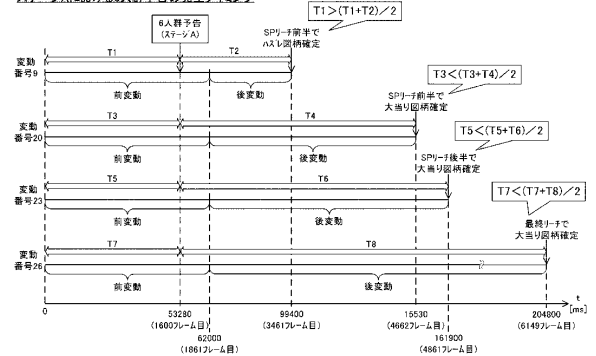 6人群予告
(ステージA)
T1>(T1+T2)/2
SPリーチ前半で
ハズレ図柄確定
T1
T2
変動
番号9
前変動
後変動
T3<(T3+T4)/2
SPリーチ前半で
大当り図柄確定
T3
T4
変動
番号20
前変動
後変動
T5<(T5+T6)/2
SPリーチ後半で
大当り図柄確定
T5
T6
変動
番号23
前変動
後変動
T7<(T7+T8)/2
最終リーチで
大当り図柄確定
T7
T8
変動
番号26
前変動
後変動
t
[ms]
0
53280
99400
15530
204800
(1600フレーム目)
(3461フレーム目)
(4662フレーム目)
(6149フレーム目)
62000
161900
(1861フレーム目)
(4861フレーム目)